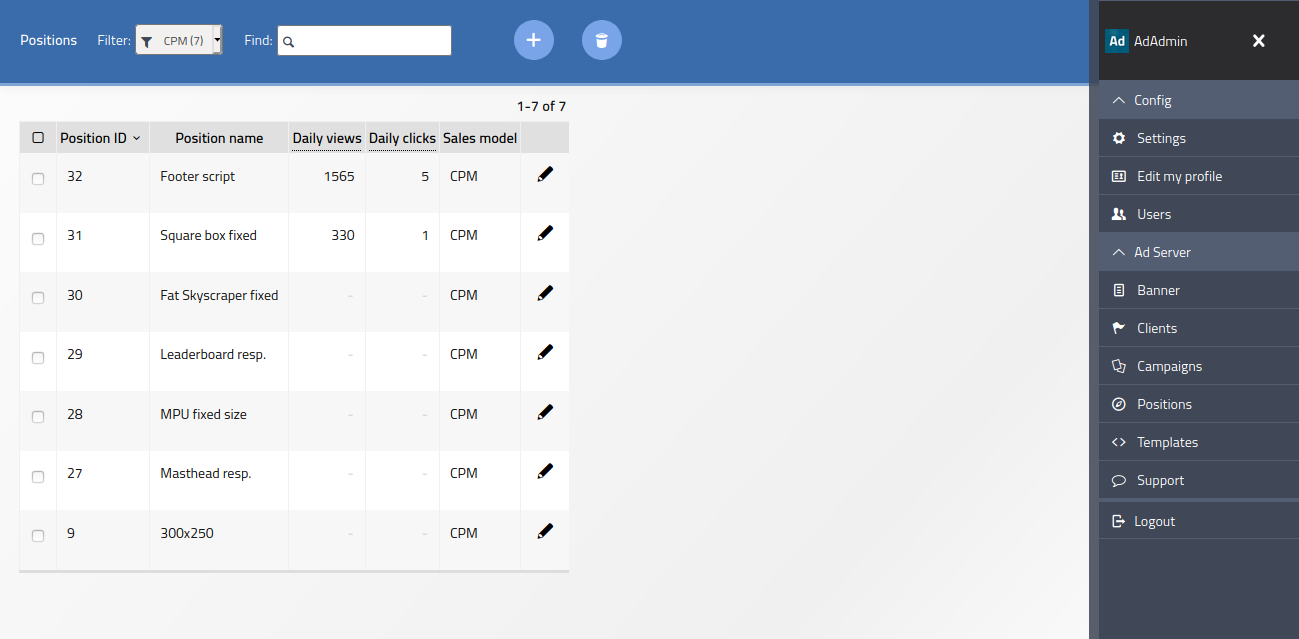 Positions Filter: CPM (7) Find:
1-7 of 7
Position ID Position name Daily views Daily clicks Sales model
32 Footer script 1565 5 CPM
31 Square box fixed 330 1 CPM
30 Fat Skyscraper fixed - - CPM
29 Leaderboard resp. - - CPM
28 MPU fixed size - - CPM
27 Masthead resp. - - CPM
9 300x250 - - CPM
Ad AdAdmin
Config
Settings
Edit my profile
Users
Ad Server
Banner
Clients
Campaigns
Positions
Templates
Support
Logout